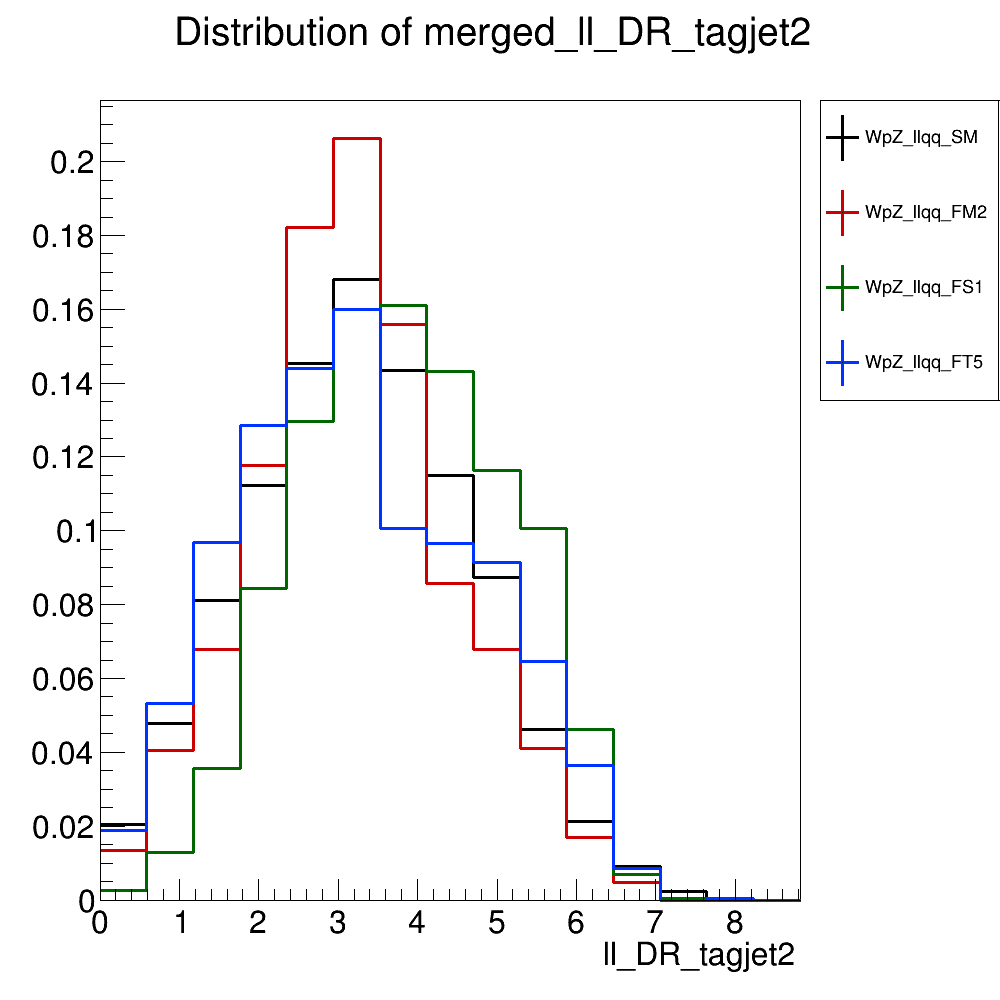 Distribution of merged_ll_DR_tagjet2
WpZ_llqq_SM
WpZ_llqq_FM2
WpZ_llqq_FS1
WpZ_llqq_FT5
0.2
0.18
0.16
0.14
0.12
0.1
0.08
0.06
0.04
0.02
0
0 1 2 3 4 5 6 7 8
ll_DR_tagjet2